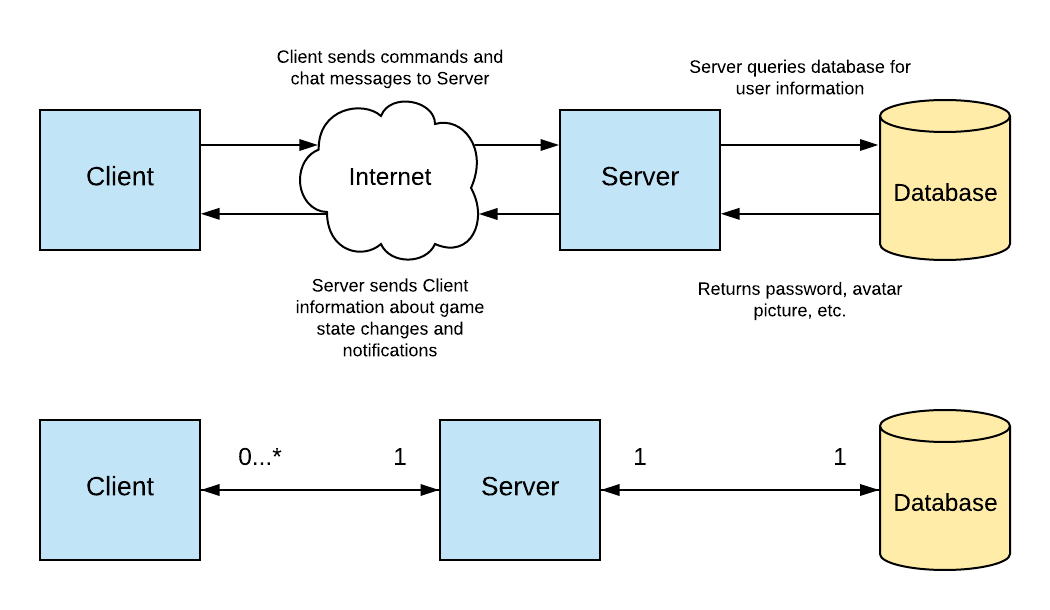 Client sends commands and
chat messages to Server
Server queries database for
user information
Client
Internet
Server
Database
Server sends Client
information about game
state changes and
notifications
Returns password, avatar
picture, etc.
0...*
1
1
1
Client
Server
Database